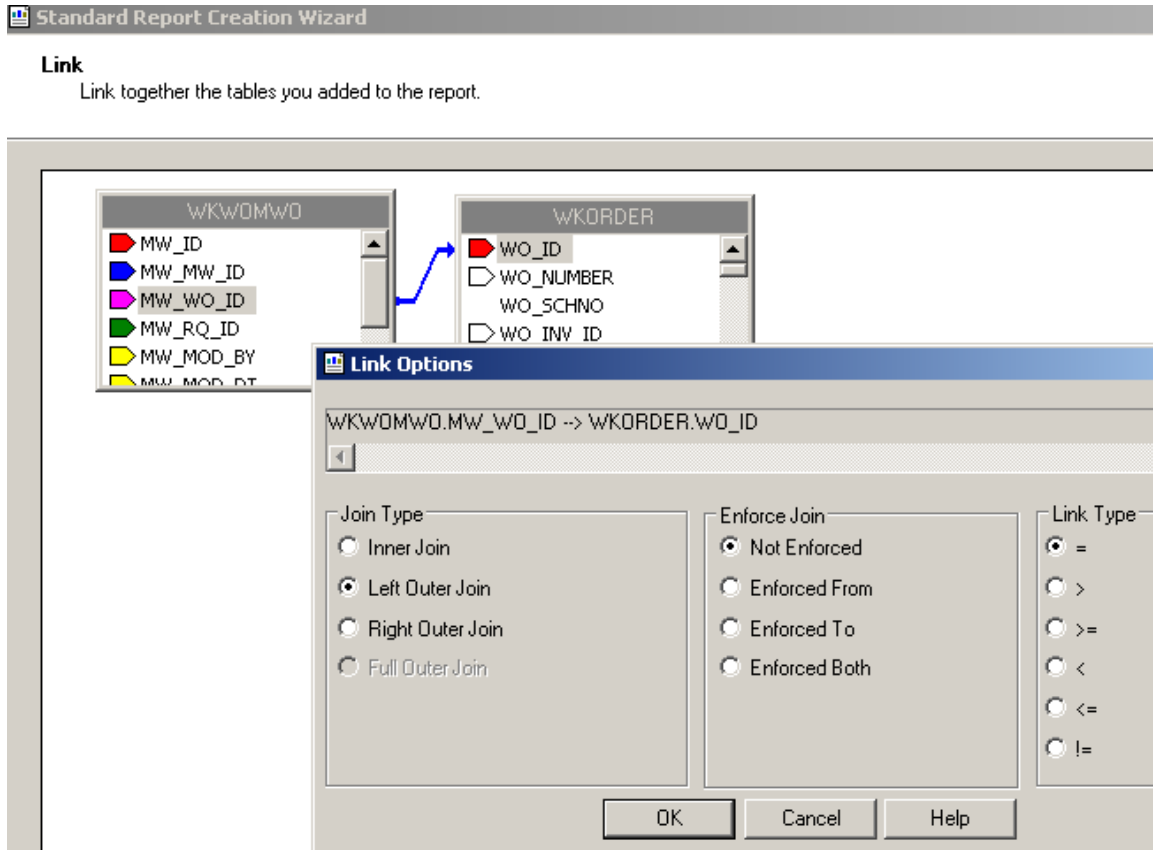 Standard Report Creation Wizard
Link
Link together the tables you added to the report.
WKWOMWO
MW_ID
MW_MW_ID
MW_WO_ID
MW_RQ_ID
MW_MOD_BY
MW_MOD_DT
WKORDER
WO_ID
WO_NUMBER
WO_SCHNO
WO_INV_ID
Link Options
WKWOMWO.MW_WO_ID --> WKORDER.WO_ID
Join Type
Inner Join
Left Outer Join
Right Outer Join
Full Outer Join
Enforce Join
Not Enforced
Enforced From
Enforced To
Enforced Both
Link Type
=
>
>=
<
<=
!=
OK
Cancel
Help